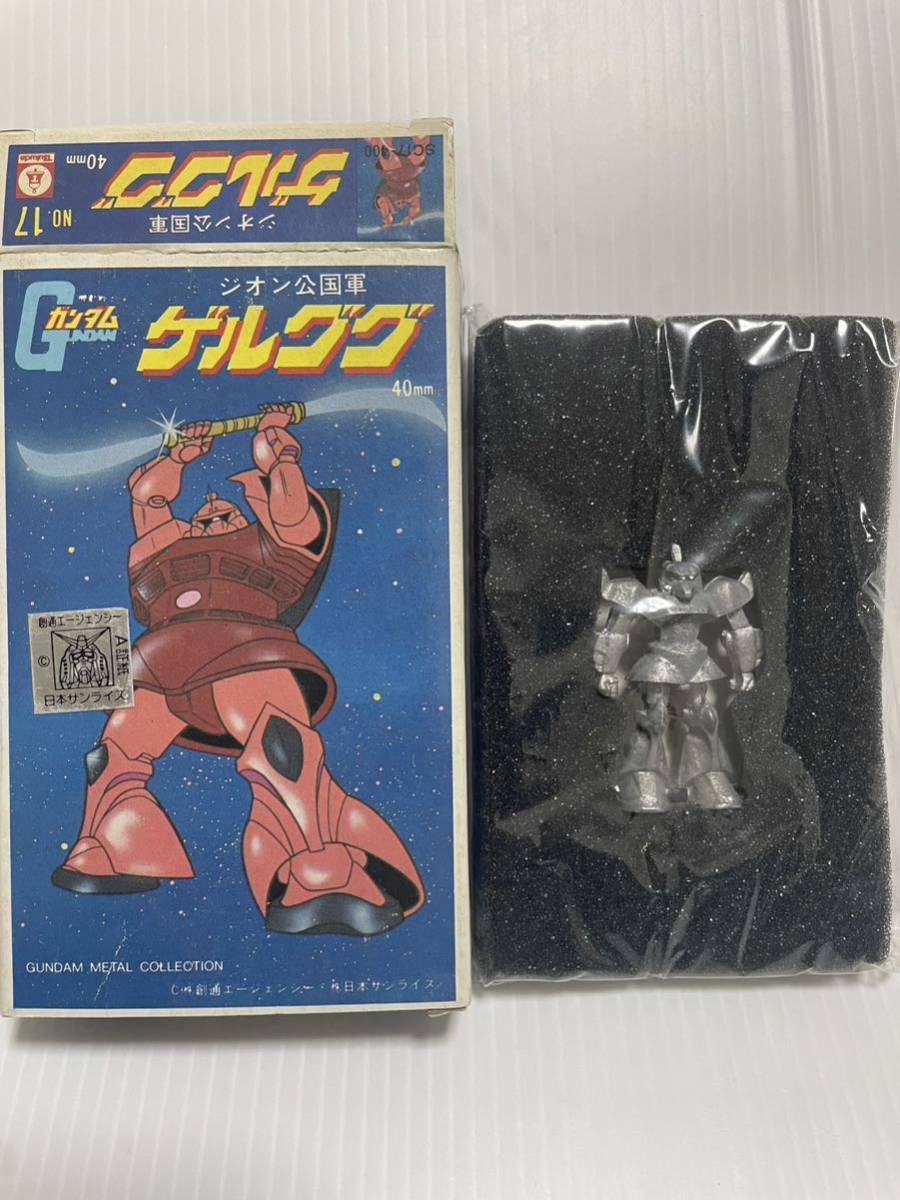 SC17-400
ジオン公国軍
ゲルググ
40mm
NO. 17
ジオン公国軍
ガンダム
GUNDAN
ゲルググ
40mm
創通エージェンシー
A証紙
©
日本サンライズ
GUNDAM METAL COLLECTION
創通エージェンシー・㈱日本サンライズ